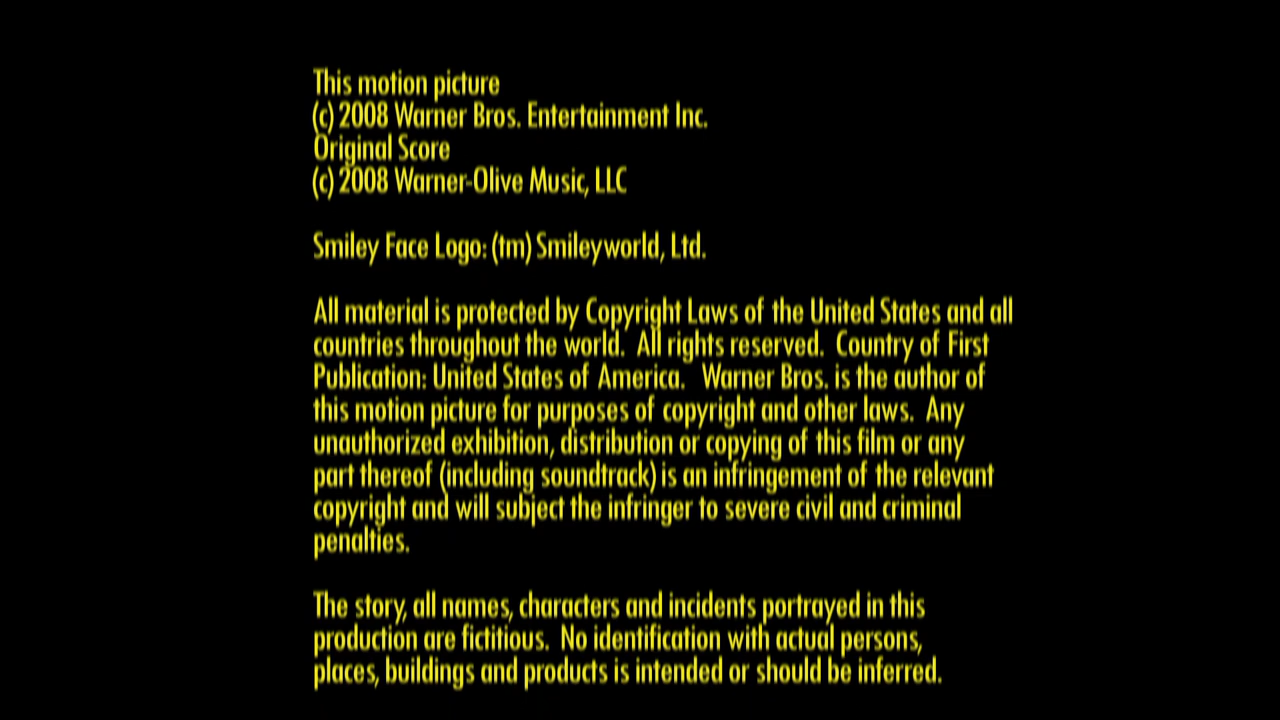 This motion picture
(c) 2008 Warner Bros. Entertainment Inc.
Original Score
(c) 2008 Warner-Olive Music, LLC
Smiley Face Logo: (tm) Smileyworld, Ltd.
All material is protected by Copyright Laws of the United States and all
countries throughout the world. All rights reserved. Country of First
Publication: United States of America. Warner Bros. is the author of
this motion picture for purposes of copyright and other laws. Any
unauthorized exhibition, distribution or copying of this film or any
part thereof (including soundtrack) is an infringement of the relevant
copyright and will subject the infringer to severe civil and criminal
penalties.
The story, all names, characters and incidents portrayed in this
production are fictitious. No identification with actual persons,
places, buildings and products is intended or should be inferred.